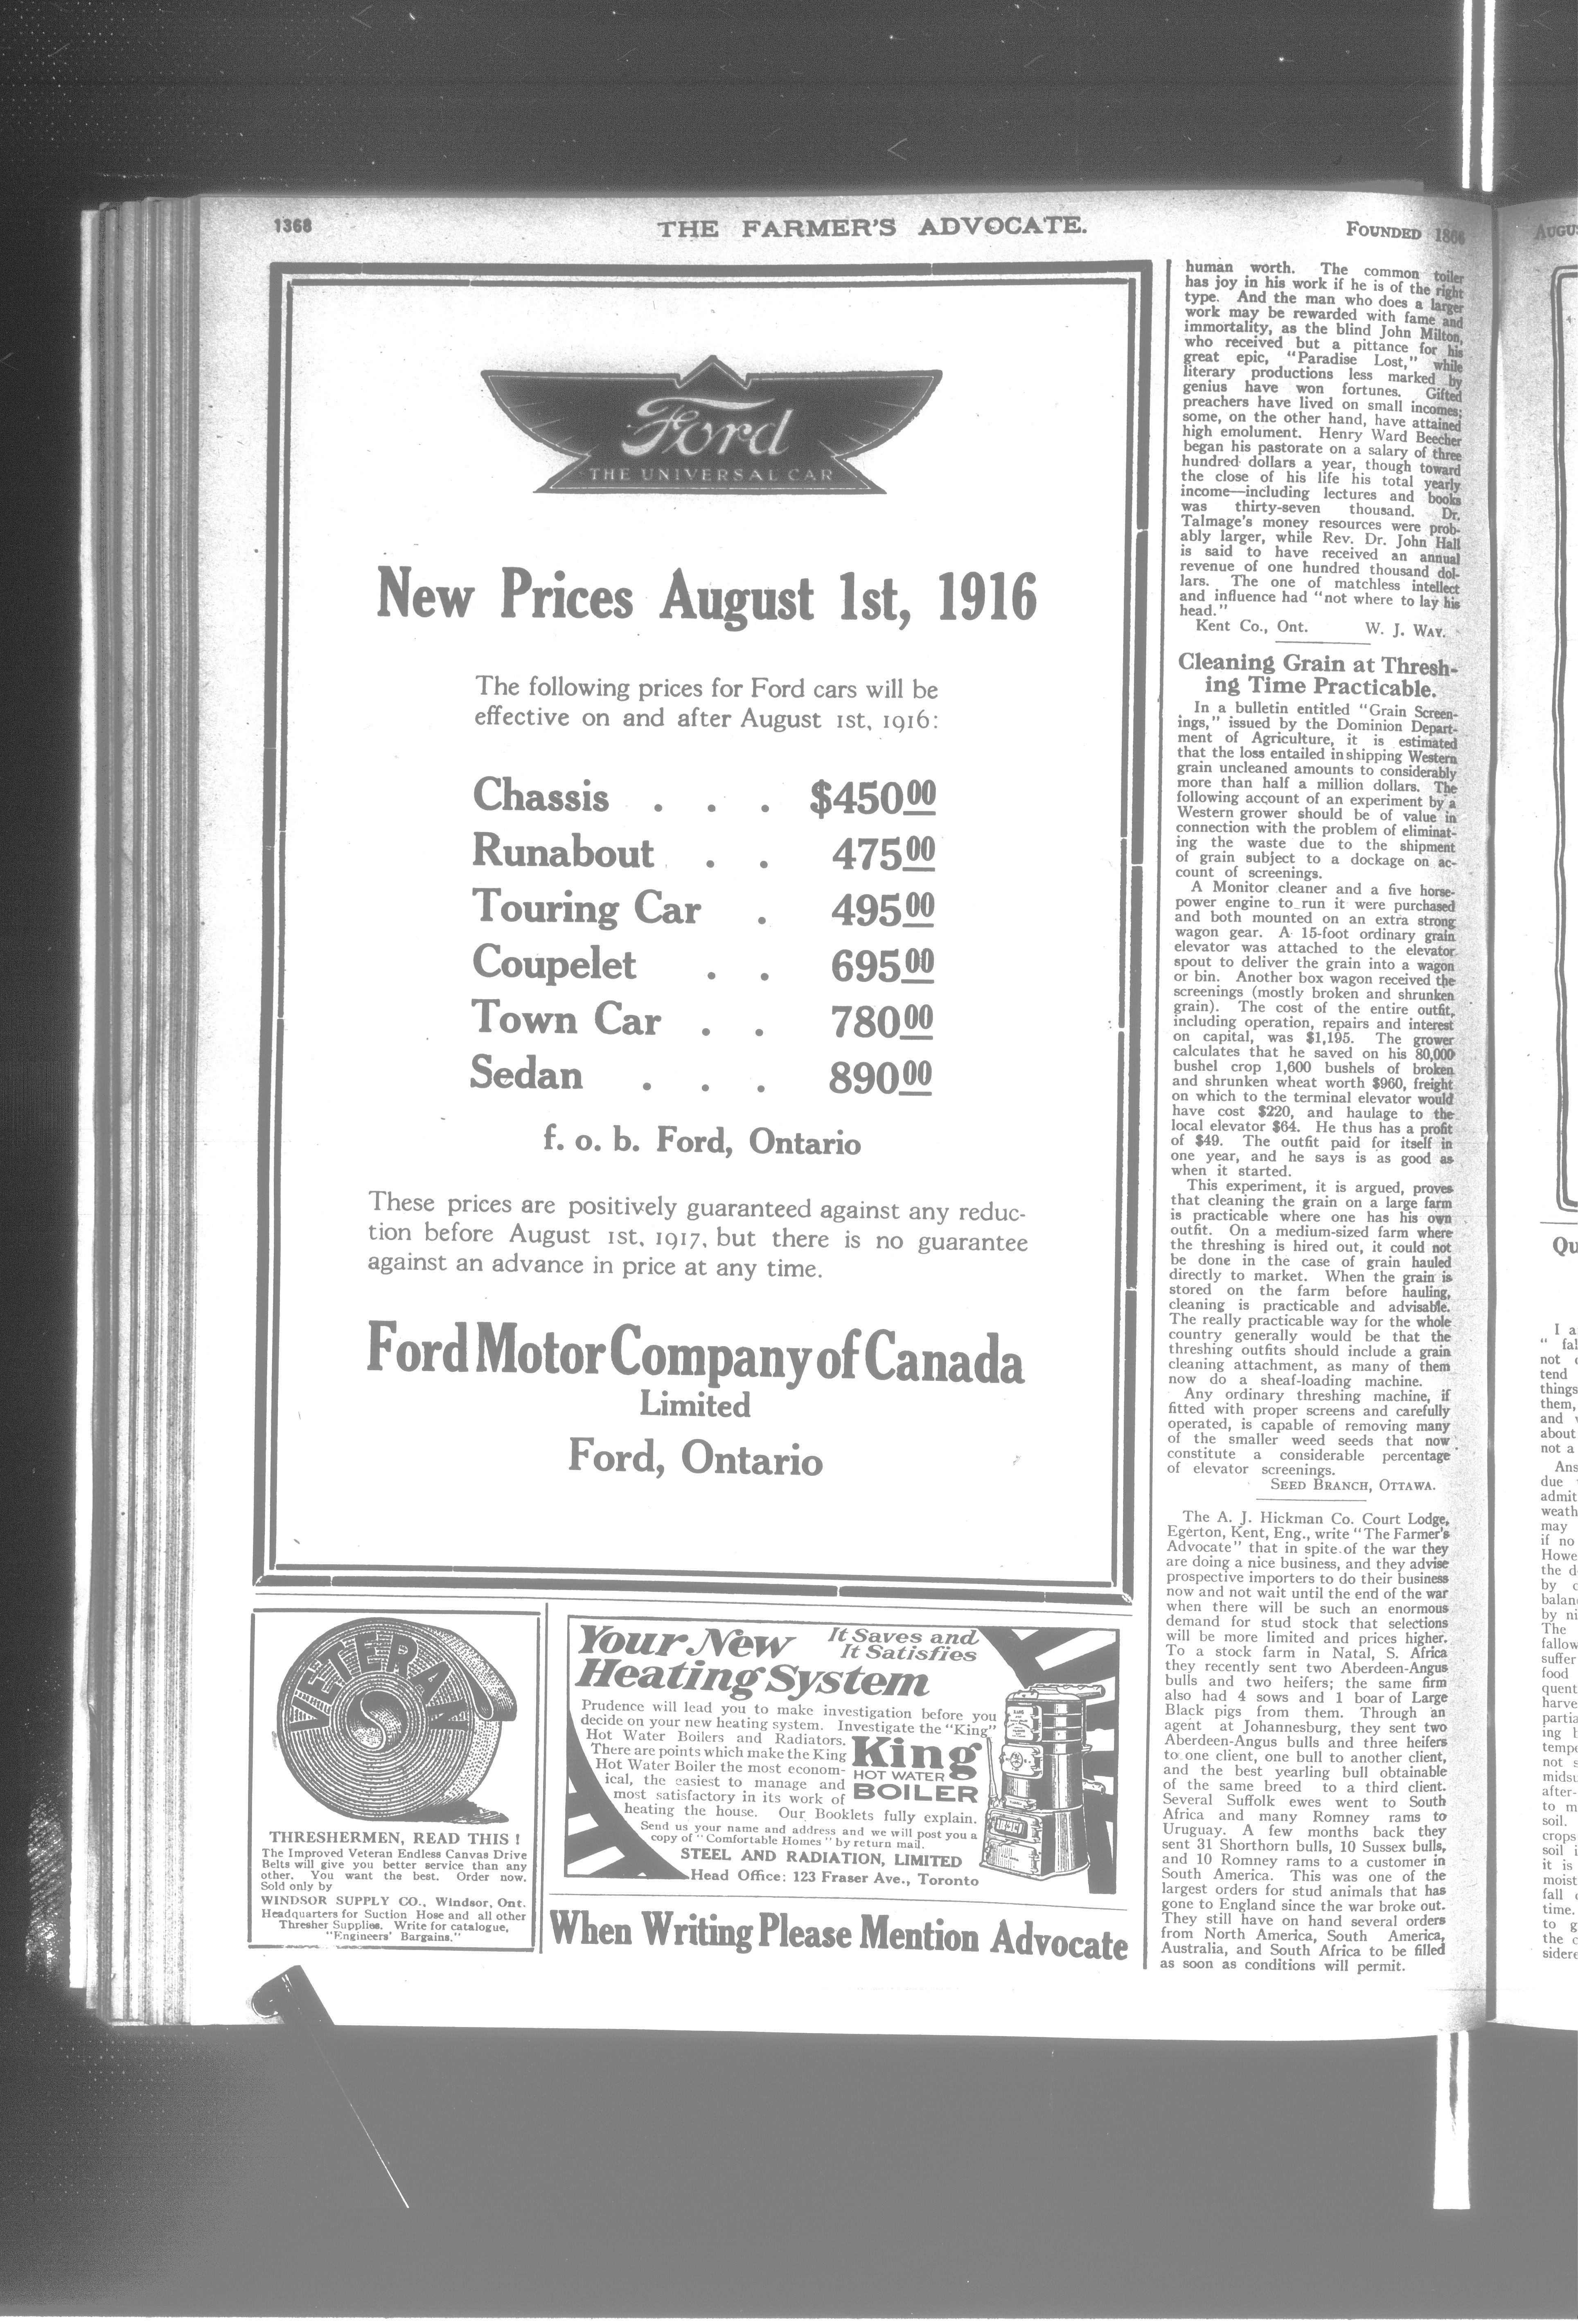 1368
THE FARMER'S ADVOCATE.
FOUNDED 1866
Ford
THE UNIVERSAL CAR
New Prices August 1st, 1916
The following prices for Ford cars will be
effective on and after August 1st, 1916:
Chassis . . . $450.00
Runabout . . 475.00
Touring Car . 495.00
Coupelet . . 695.00
Town Car . . 780.00
Sedan . . . 890.00
f. o. b. Ford, Ontario
These prices are positively guaranteed against any reduc-
tion before August 1st, 1917, but there is no guarantee
against an advance in price at any time.
Ford Motor Company of Canada
Limited
Ford, Ontario
VETERAN
THRESHERMEN, READ THIS !
The Improved Veteran Endless Canvas Drive
Belts will give you better service than any
other. You want the best. Order now.
Sold only by
WINDSOR SUPPLY CO., Windsor, Ont.
Headquarters for Suction Hose and all other
Thresher Supplies. Write for catalogue,
"Engineers' Bargains."
Your New
Heating System
It Saves and
It Satisfies
Prudence will lead you to make investigation before you
decide on your new heating system. Investigate the "King"
Hot Water Boilers and Radiators.
There are points which make the King
Hot Water Boiler the most econom-
ical, the easiest to manage and
most satisfactory in its work of
heating the house. Our Booklets fully explain.
King
HOT WATER
BOILER
Send us your name and address and we will post you a
copy of "Comfortable Homes" by return mail.
STEEL AND RADIATION, LIMITED
Head Office: 123 Fraser Ave., Toronto
When Writing Please Mention Advocate
human worth. The common toiler
has joy in his work if he is of the right
type. And the man who does a larger
work may be rewarded with fame and
immortality, as the blind John Milton,
who received but a pittance for his
great epic, "Paradise Lost," while
literary productions less marked by
genius have won fortunes. Gifted
preachers have lived on small incomes;
some, on the other hand, have attained
high emolument. Henry Ward Beecher
began his pastorate on a salary of three
hundred dollars a year, though toward
the close of his life his total yearly
income—including lectures and books
was thirty-seven thousand. Dr.
Talmage's money resources were prob-
ably larger, while Rev. Dr. John Hall
is said to have received an annual
revenue of one hundred thousand dol-
lars. The one of matchless intellect
and influence had "not where to lay his
head."
Kent Co., Ont. W. J. WAY.
Cleaning Grain at Thresh-
ing Time Practicable.
In a bulletin entitled "Grain Screen-
ings," issued by the Dominion Depart-
ment of Agriculture, it is estimated
that the loss entailed in shipping Western
grain uncleaned amounts to considerably
more than half a million dollars. The
following account of an experiment by a
Western grower should be of value in
connection with the problem of eliminat-
ing the waste due to the shipment
of grain subject to a dockage on ac-
count of screenings.
A Monitor cleaner and a five horse-
power engine to run it were purchased
and both mounted on an extra strong
wagon gear. A 15-foot ordinary grain
elevator was attached to the elevator
spout to deliver the grain into a wagon
or bin. Another box wagon received the
screenings (mostly broken and shrunken
grain). The cost of the entire outfit,
including operation, repairs and interest
on capital, was $1,195. The grower
calculates that he saved on his 80,000
bushel crop 1,600 bushels of broken
and shrunken wheat worth $960, freight
on which to the terminal elevator would
have cost $220, and haulage to the
local elevator $64. He thus has a profit
of $49. The outfit paid for itself in
one year, and he says is as good as
when it started.
This experiment, it is argued, proves
that cleaning the grain on a large farm
is practicable where one has his own
outfit. On a medium-sized farm where
the threshing is hired out, it could not
be done in the case of grain hauled
directly to market. When the grain is
stored on the farm before hauling,
cleaning is practicable and advisable.
The really practicable way for the whole
country generally would be that the
threshing outfits should include a grain
cleaning attachment, as many of them
now do a sheaf-loading machine.
Any ordinary threshing machine, if
fitted with proper screens and carefully
operated, is capable of removing many
of the smaller weed seeds that now
constitute a considerable percentage
of elevator screenings.
SEED BRANCH, OTTAWA.
The A. J. Hickman Co. Court Lodge,
Egerton, Kent, Eng., write "The Farmer's
Advocate" that in spite of the war they
are doing a nice business, and they advise
prospective importers to do their business
now and not wait until the end of the war
when there will be such an enormous
demand for stud stock that selections
will be more limited and prices higher.
To a stock farm in Natal, S. Africa
they recently sent two Aberdeen-Angus
bulls and two heifers; the same firm
also had 4 sows and 1 boar of Large
Black pigs from them. Through an
agent at Johannesburg, they sent two
Aberdeen-Angus bulls and three heifers
to one client, one bull to another client,
and the best yearling bull obtainable
of the same breed to a third client.
Several Suffolk ewes went to South
Africa and many Romney rams to
Uruguay. A few months back they
sent 31 Shorthorn bulls, 10 Sussex bulls,
and 10 Romney rams to a customer in
South America. This was one of the
largest orders for stud animals that has
gone to England since the war broke out.
They still have on hand several orders
from North America, South America,
Australia, and South Africa to be filled
as soon as conditions will permit.